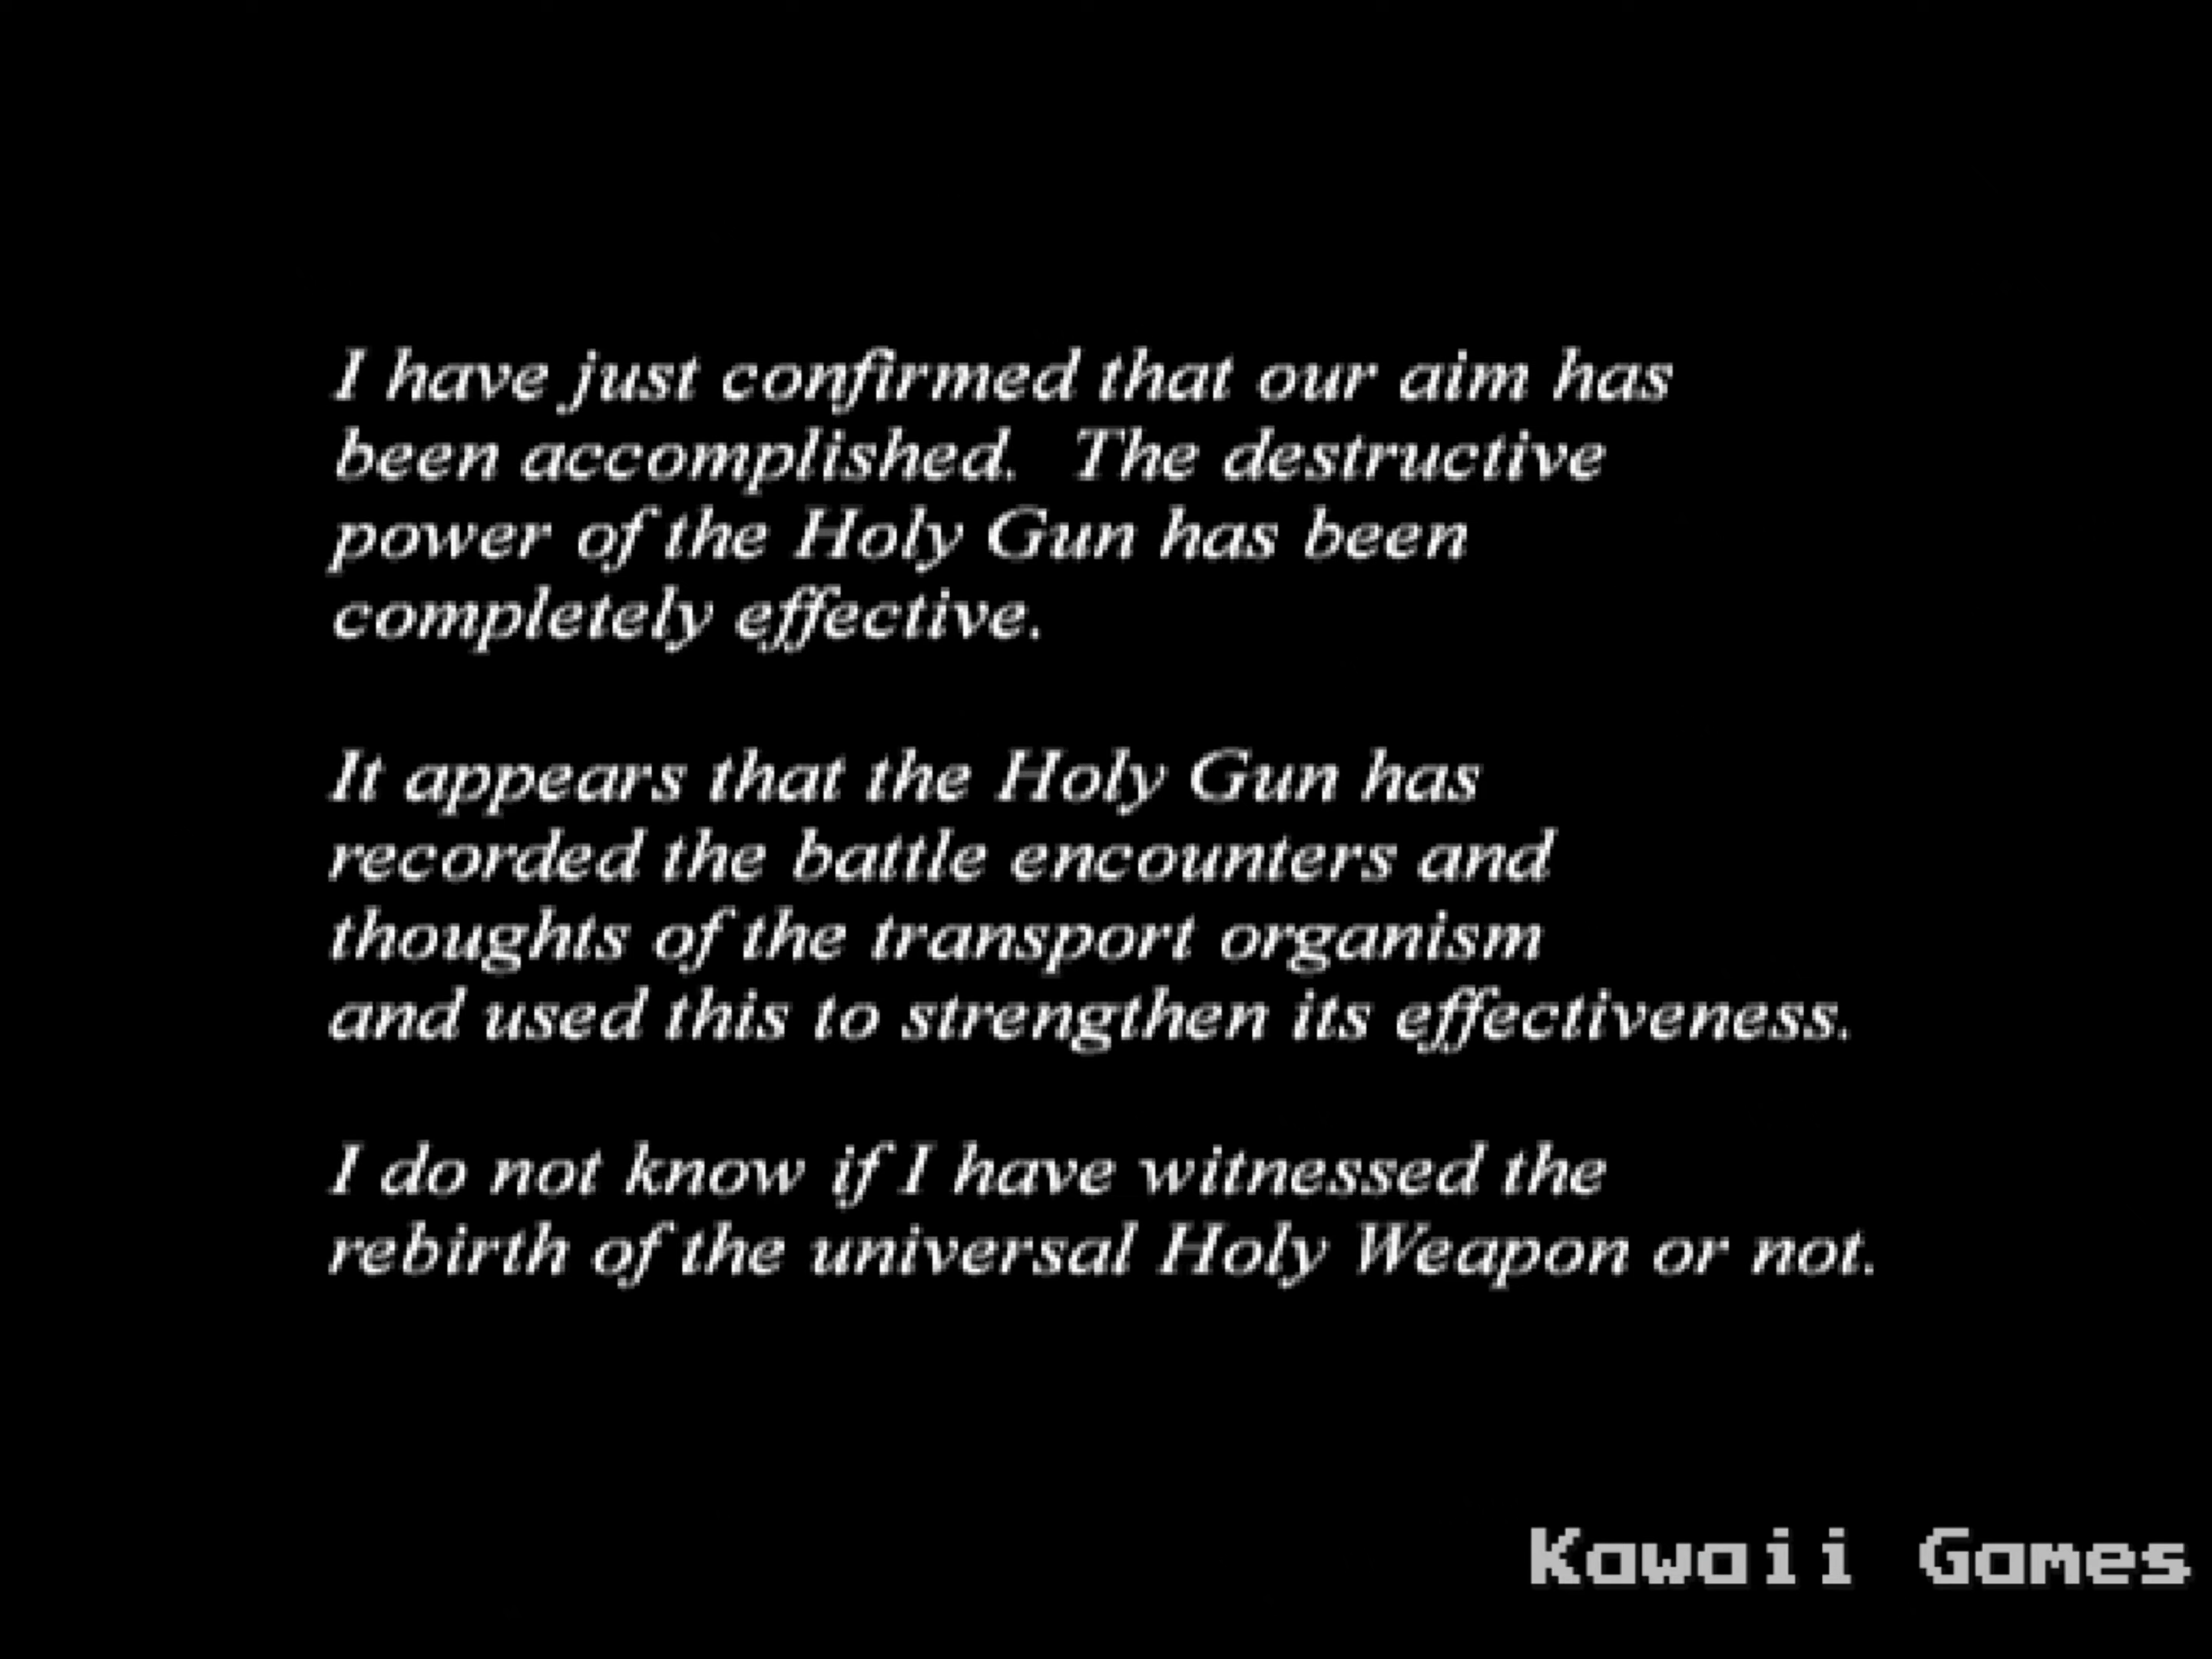 I have just confirmed that our aim has
been accomplished.  The destructive
power of the Holy Gun has been
completely effective.
It appears that the Holy Gun has
recorded the battle encounters and
thoughts of the transport organism
and used this to strengthen its effectiveness.
I do not know if I have witnessed the
rebirth of the universal Holy Weapon or not.
Kawaii Games